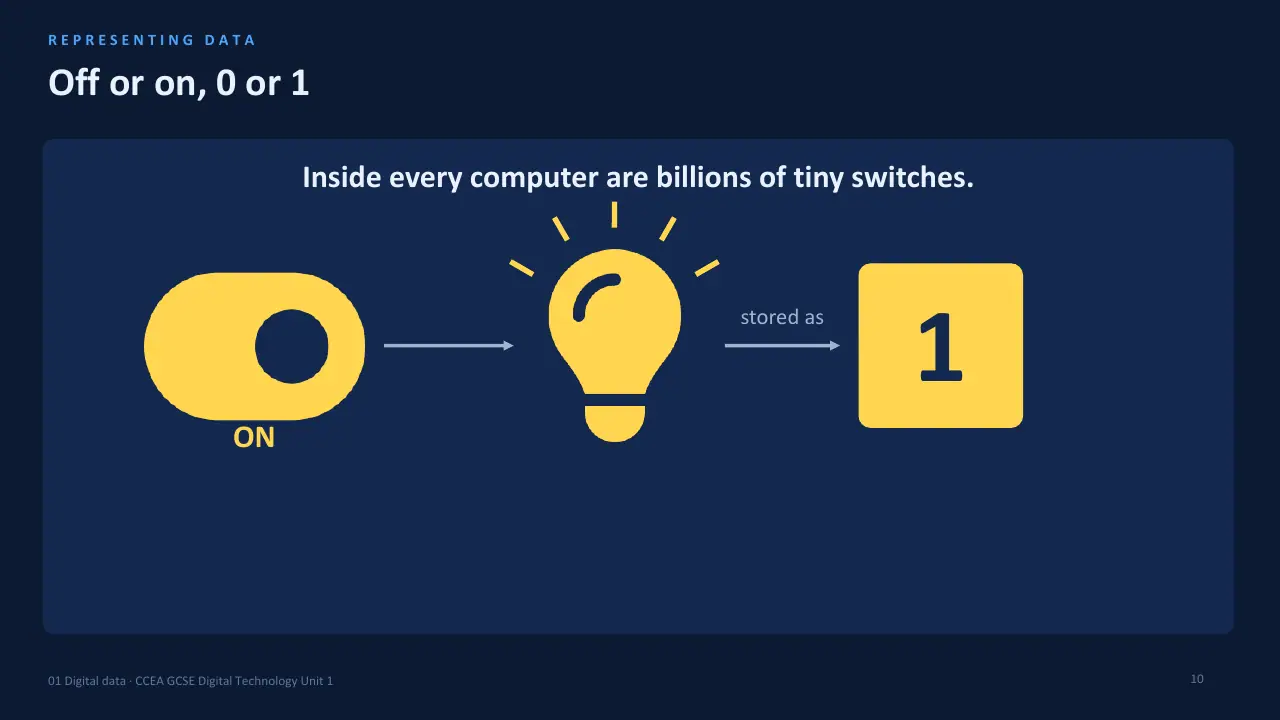 REPRESENTING DATA
Off or on, 0 or 1
Inside every computer are billions of tiny switches.
stored as
1
ON
01 Digital data · CCEA GCSE Digital Technology Unit 1
10